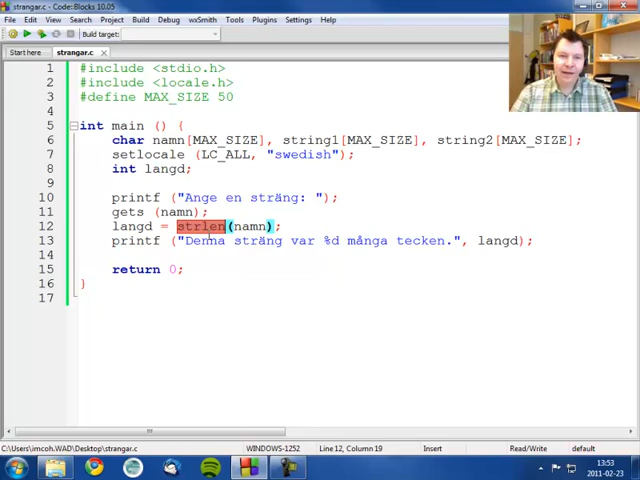 strangar.c - Code::Blocks 10.05
File Edit View Search Project Build Debug wxSmith Tools Plugins Settings Help
Build target:
Start here strangar.c
1 #include <stdio.h>
2 #include <locale.h>
3 #define MAX_SIZE 50
4
5 int main () {
6 char namn[MAX_SIZE], string1[MAX_SIZE], string2[MAX_SIZE];
7 setlocale (LC_ALL, "swedish");
8 int langd;
9
10 printf ("Ange en sträng: ");
11 gets (namn);
12 langd = strlen(namn);
13 printf ("Denna sträng var %d många tecken.", langd);
14
15 return 0;
16 }
17
C:\Users\imcoh.WAD\Desktop\strangar.c WINDOWS-1252 Line 12, Column 19 Insert Read/Write default
13:53
2011-02-23